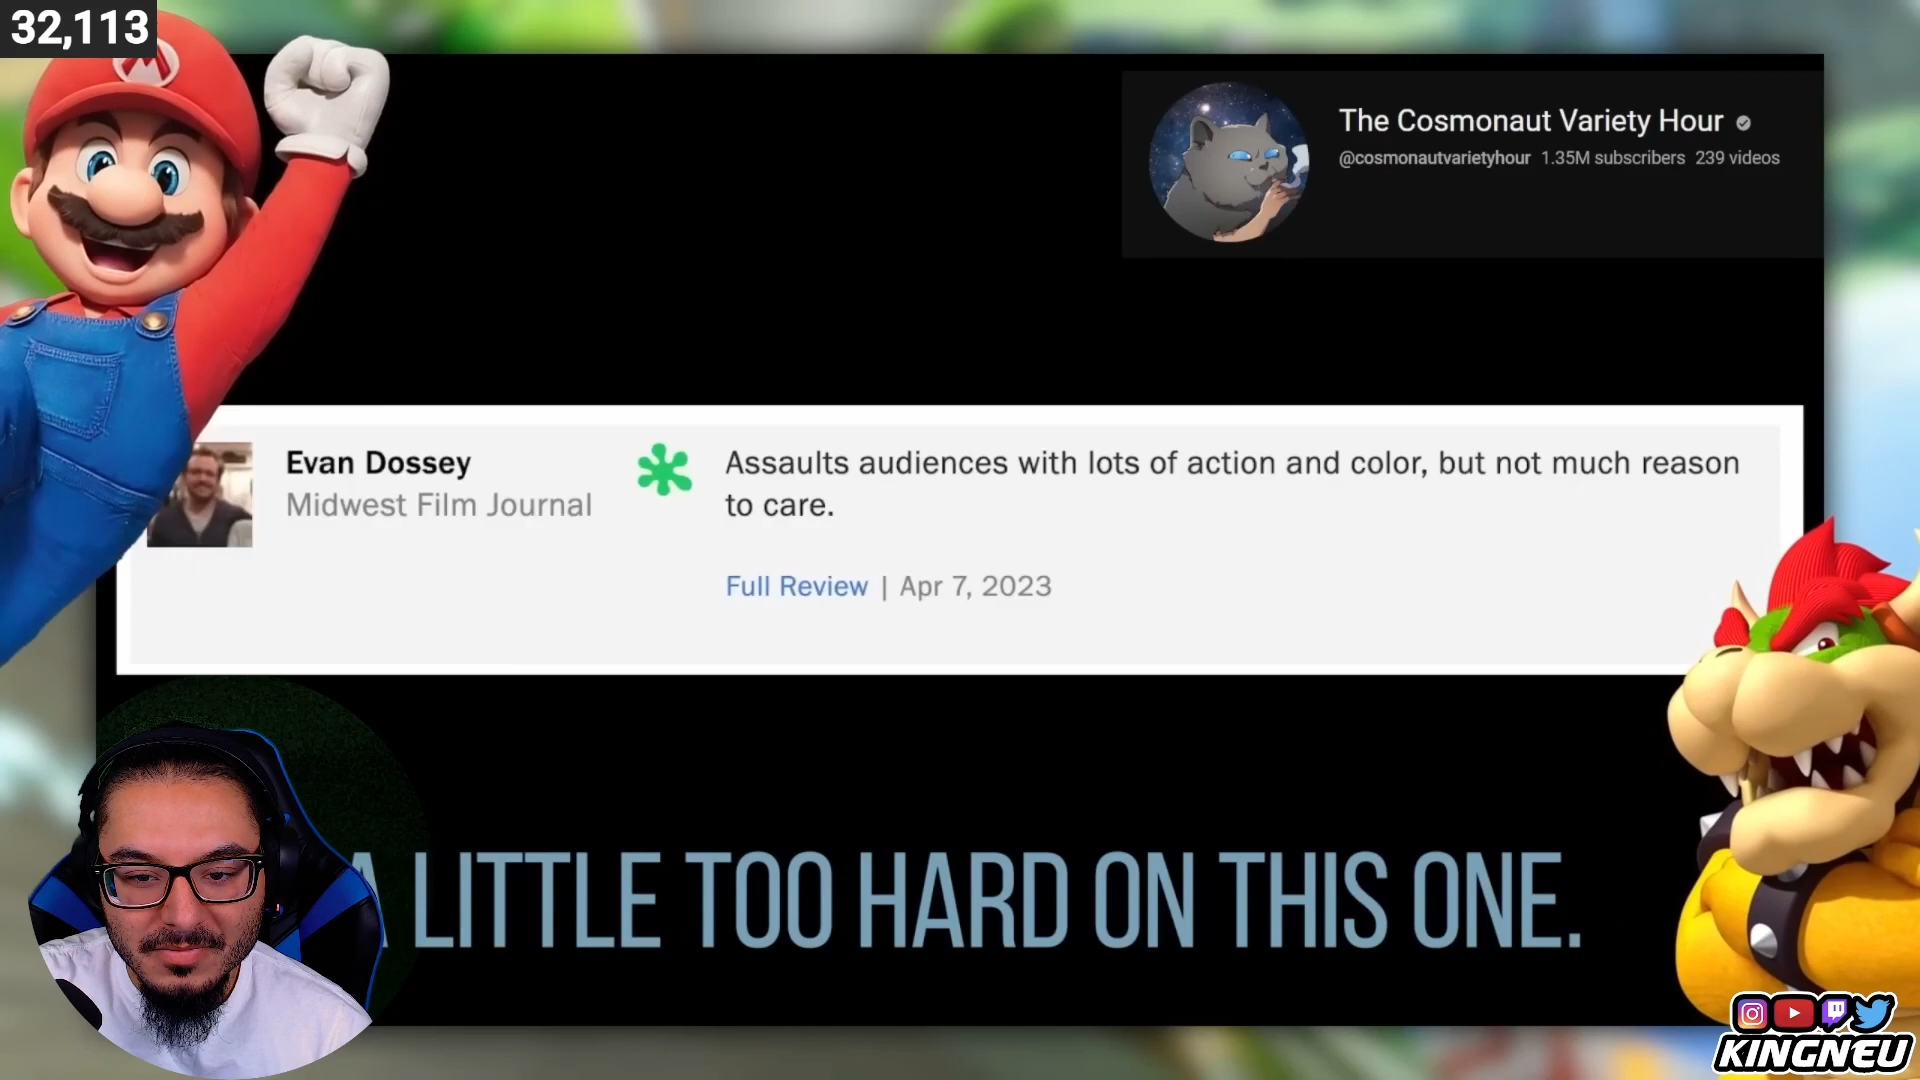 32,113
The Cosmonaut Variety Hour
@cosmonautvarietyhour 1.35M subscribers 239 videos
Evan Dossey
Midwest Film Journal
Assaults audiences with lots of action and color, but not much reason
to care.
Full Review | Apr 7, 2023
A LITTLE TOO HARD ON THIS ONE.
KINGNEU